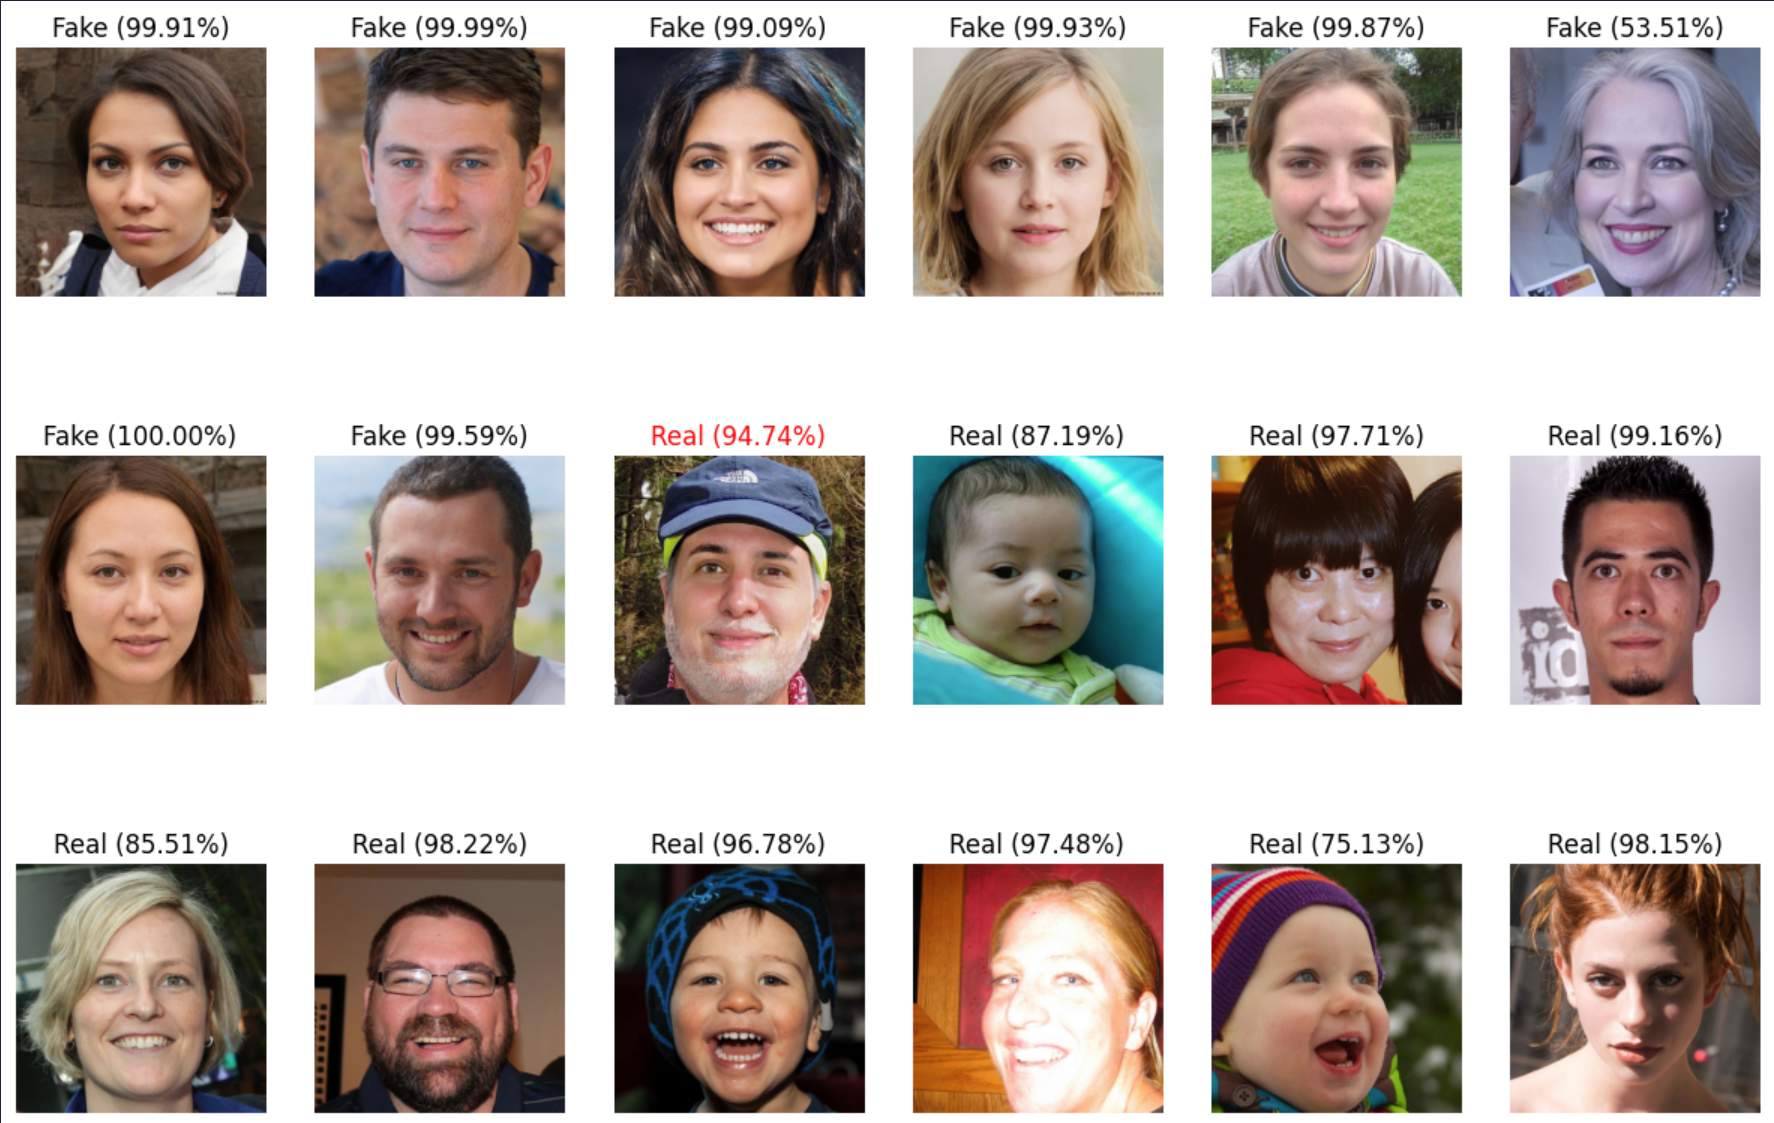 Fake (99.91%) Fake (99.99%) Fake (99.09%) Fake (99.93%) Fake (99.87%) Fake (53.51%)
Fake (100.00%) Fake (99.59%) Real (94.74%) Real (87.19%) Real (97.71%) Real (99.16%)
Real (85.51%) Real (98.22%) Real (96.78%) Real (97.48%) Real (75.13%) Real (98.15%)